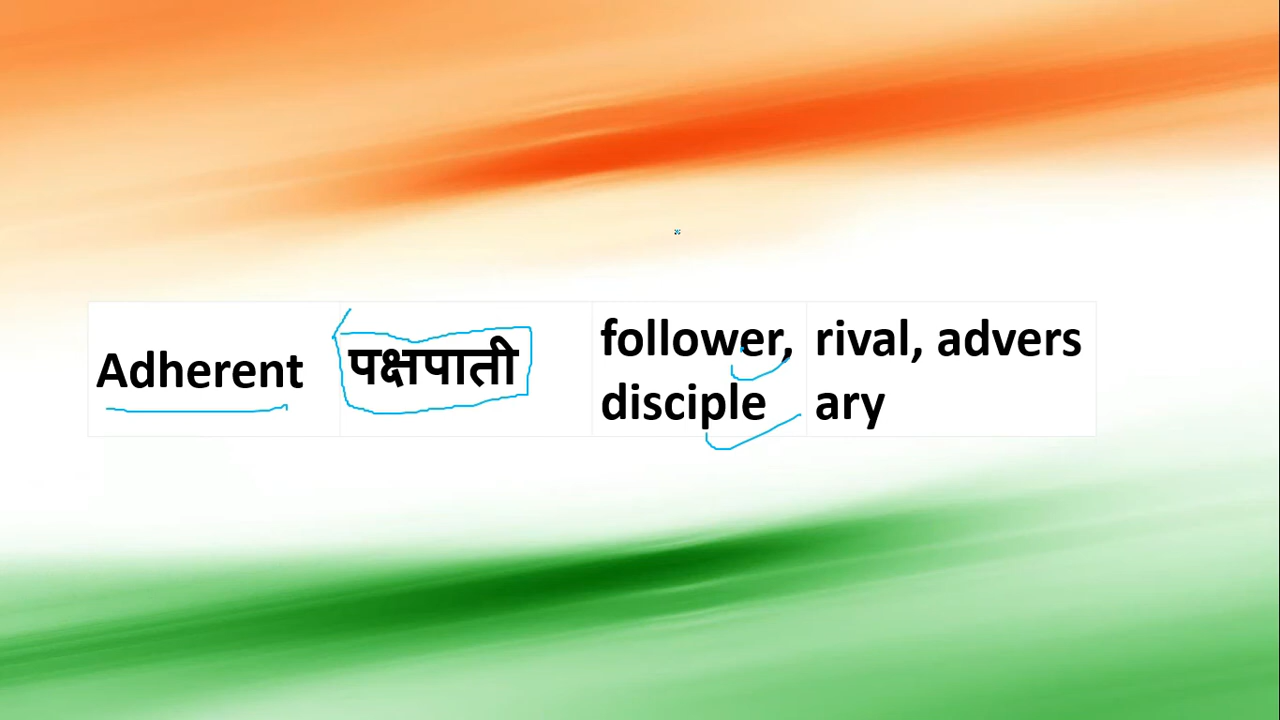 Adherent
पक्षपाती
follower,
disciple
rival, advers
ary